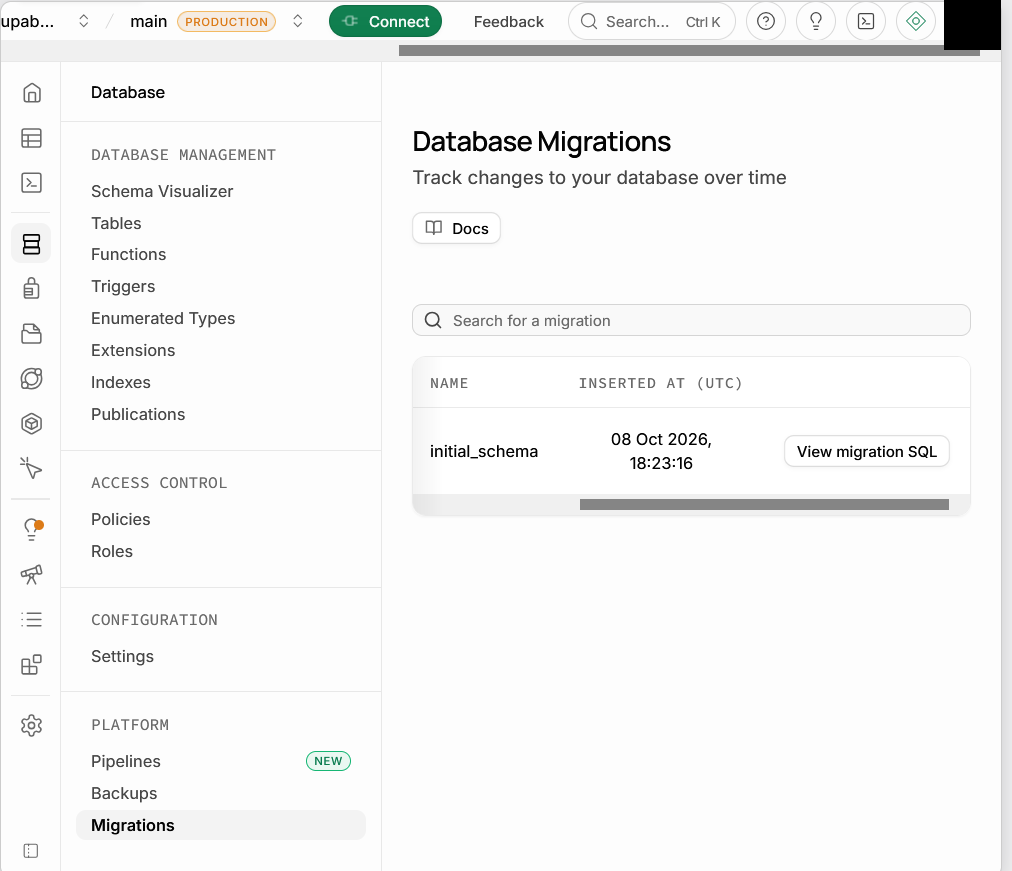 upab...
main
PRODUCTION
Connect
Feedback
Search...
Ctrl K
Database
DATABASE MANAGEMENT
Schema Visualizer
Tables
Functions
Triggers
Enumerated Types
Extensions
Indexes
Publications
ACCESS CONTROL
Policies
Roles
CONFIGURATION
Settings
PLATFORM
Pipelines
NEW
Backups
Migrations
Database Migrations
Track changes to your database over time
Docs
Search for a migration
NAME
INSERTED AT (UTC)
initial_schema
08 Oct 2026,
18:23:16
View migration SQL